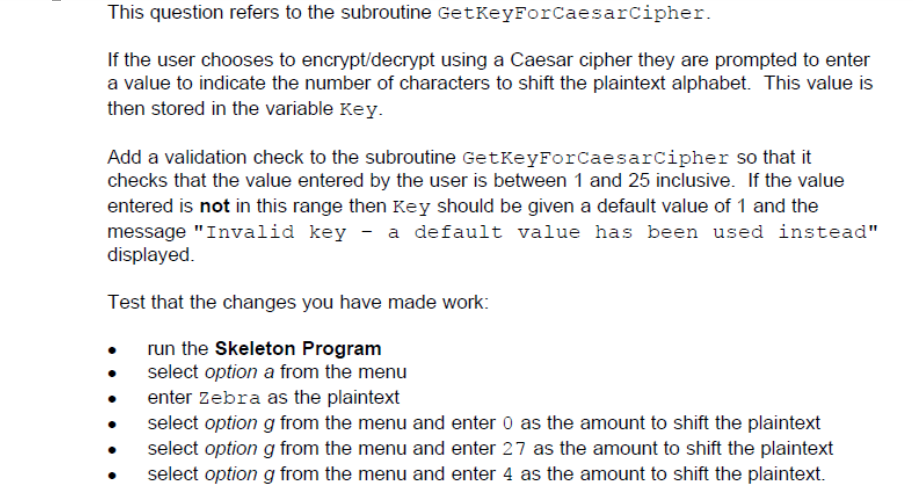 This question refers to the subroutine GetKeyForCaesarCipher.
If the user chooses to encrypt/decrypt using a Caesar cipher they are prompted to enter
a value to indicate the number of characters to shift the plaintext alphabet. This value is
then stored in the variable Key.
Add a validation check to the subroutine GetKeyForCaesarCipher so that it
checks that the value entered by the user is between 1 and 25 inclusive. If the value
entered is not in this range then Key should be given a default value of 1 and the
message "Invalid key – a default value has been used instead"
displayed.
Test that the changes you have made work:
• run the Skeleton Program
• select option a from the menu
• enter Zebra as the plaintext
• select option g from the menu and enter 0 as the amount to shift the plaintext
• select option g from the menu and enter 27 as the amount to shift the plaintext
• select option g from the menu and enter 4 as the amount to shift the plaintext.